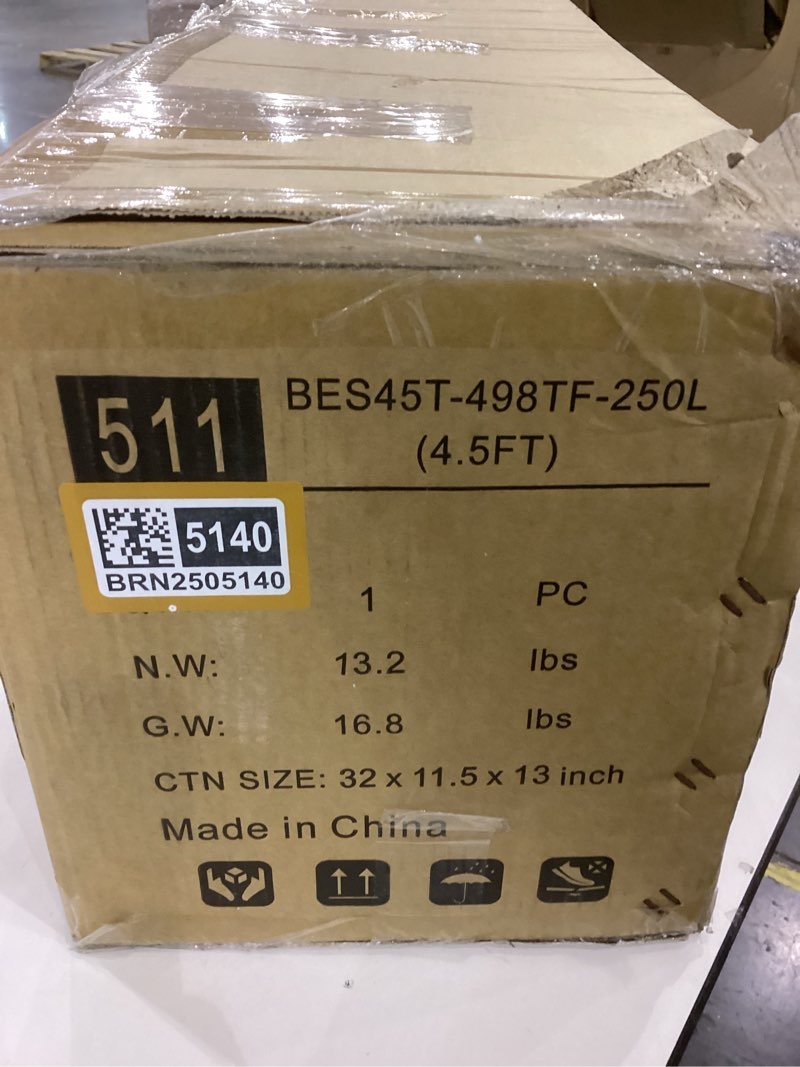 511
BES45T-498TF-250L
(4.5FT)
5140
BRN2505140
1 PC
N.W: 13.2 lbs
G.W: 16.8 lbs
CTN SIZE: 32 x 11.5 x 13 inch
Made in China